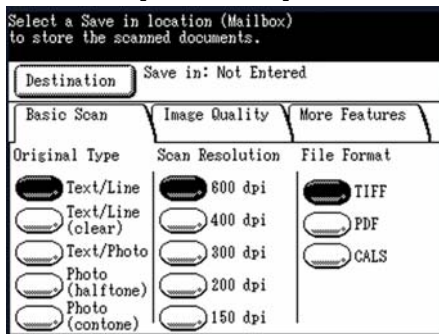 Select a Save in location (Mailbox)
to store the scanned documents.
Destination
Save in: Not Entered
Basic Scan
Image Quality
More Features
Original Type
Scan Resolution
File Format
Text/Line
600 dpi
TIFF
Text/Line
(clear)
400 dpi
PDF
Text/Photo
300 dpi
CALS
Photo
(halftone)
200 dpi
Photo
(contone)
150 dpi